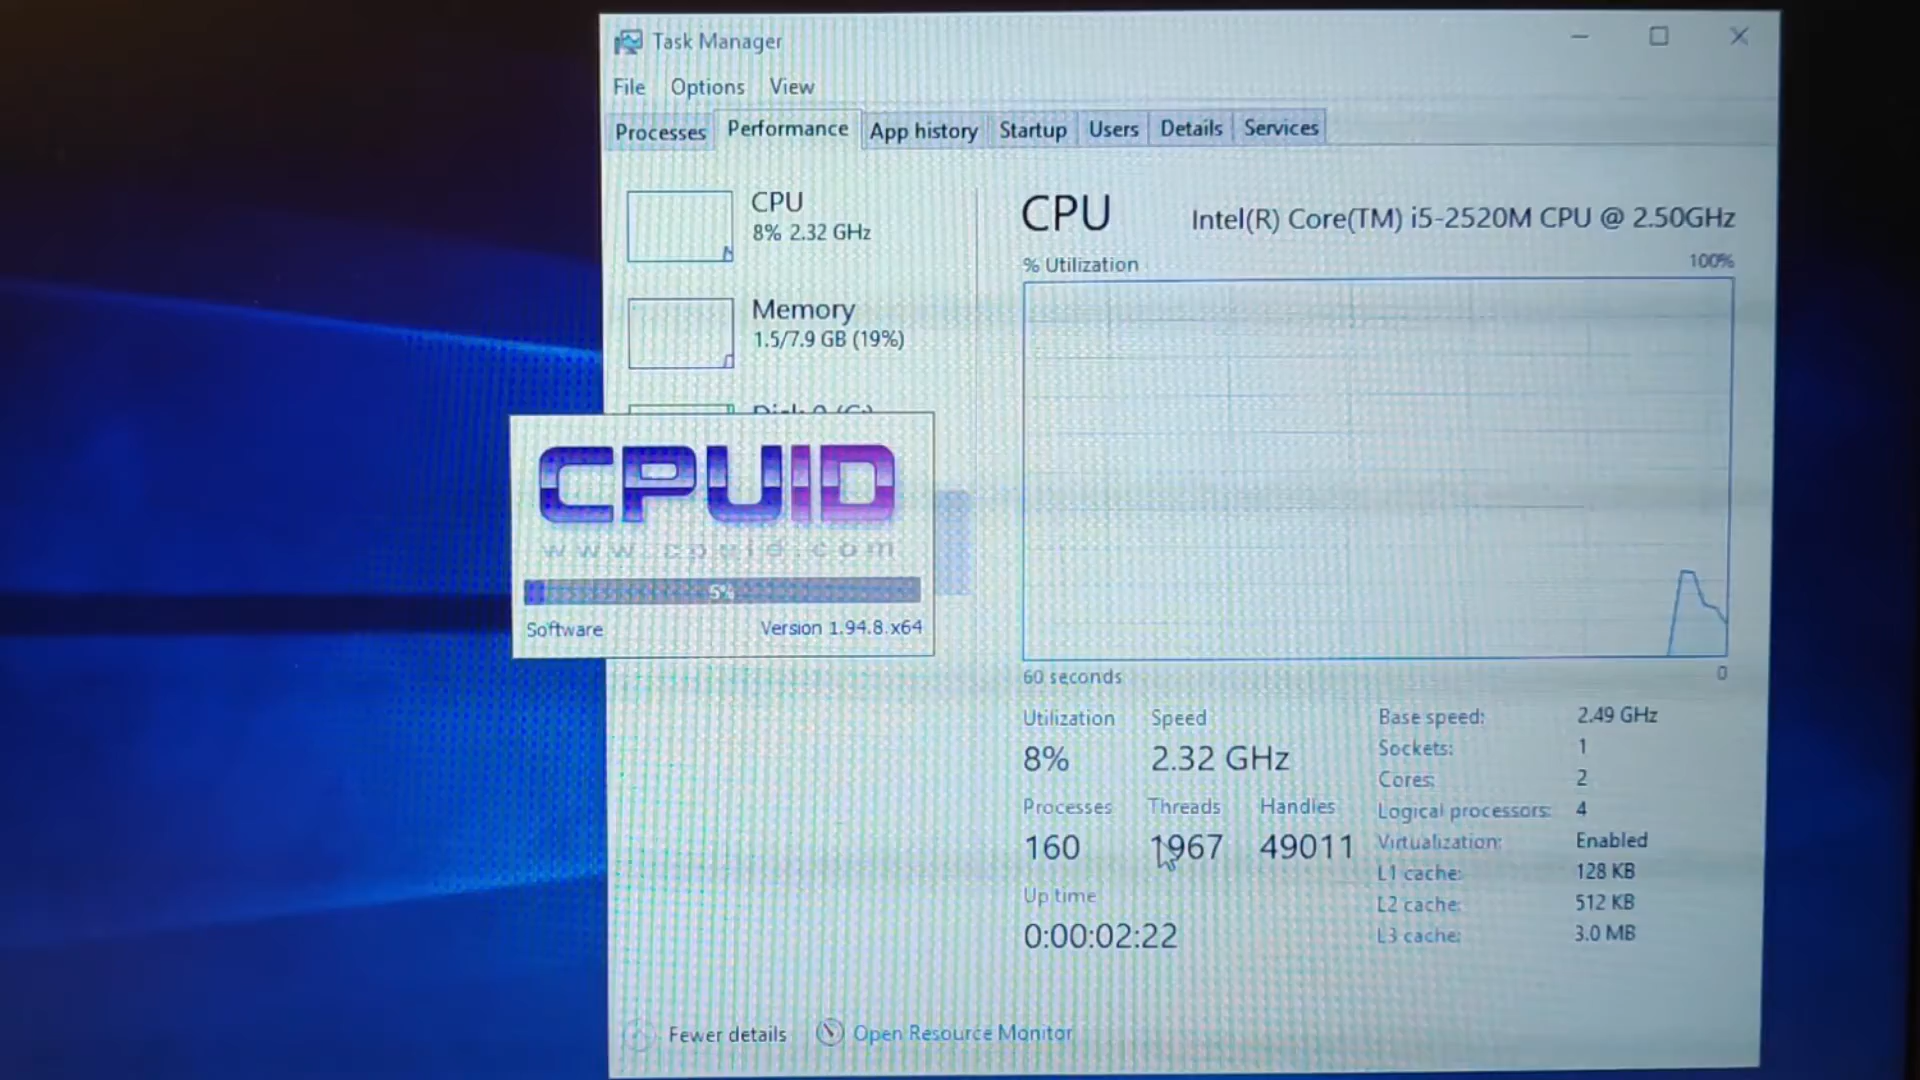 Task Manager
File Options View
Processes Performance App history Startup Users Details Services
CPU
8% 2.32 GHz
Memory
1.5/7.9 GB (19%)
Disk 0 (C:)
CPUID
www.cpuid.com
5%
Software Version 1.94.8.x64
CPU Intel(R) Core(TM) i5-2520M CPU @ 2.50GHz
% Utilization 100%
60 seconds 0
Utilization Speed
8% 2.32 GHz
Processes Threads Handles
160 1967 49011
Up time
0:00:02:22
Base speed: 2.49 GHz
Sockets: 1
Cores: 2
Logical processors: 4
Virtualization: Enabled
L1 cache: 128 KB
L2 cache: 512 KB
L3 cache: 3.0 MB
Fewer details Open Resource Monitor